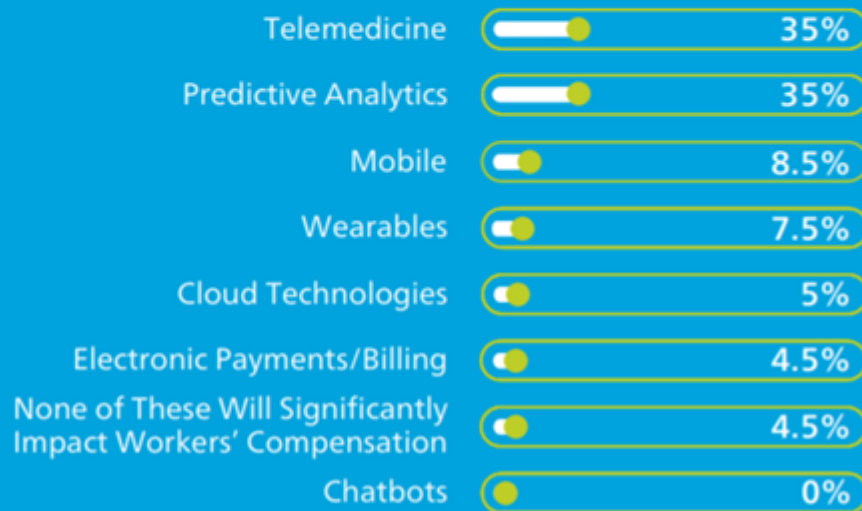 Telemedicine 35%
Predictive Analytics 35%
Mobile 8.5%
Wearables 7.5%
Cloud Technologies 5%
Electronic Payments/Billing 4.5%
None of These Will Significantly
Impact Workers’ Compensation 4.5%
Chatbots 0%